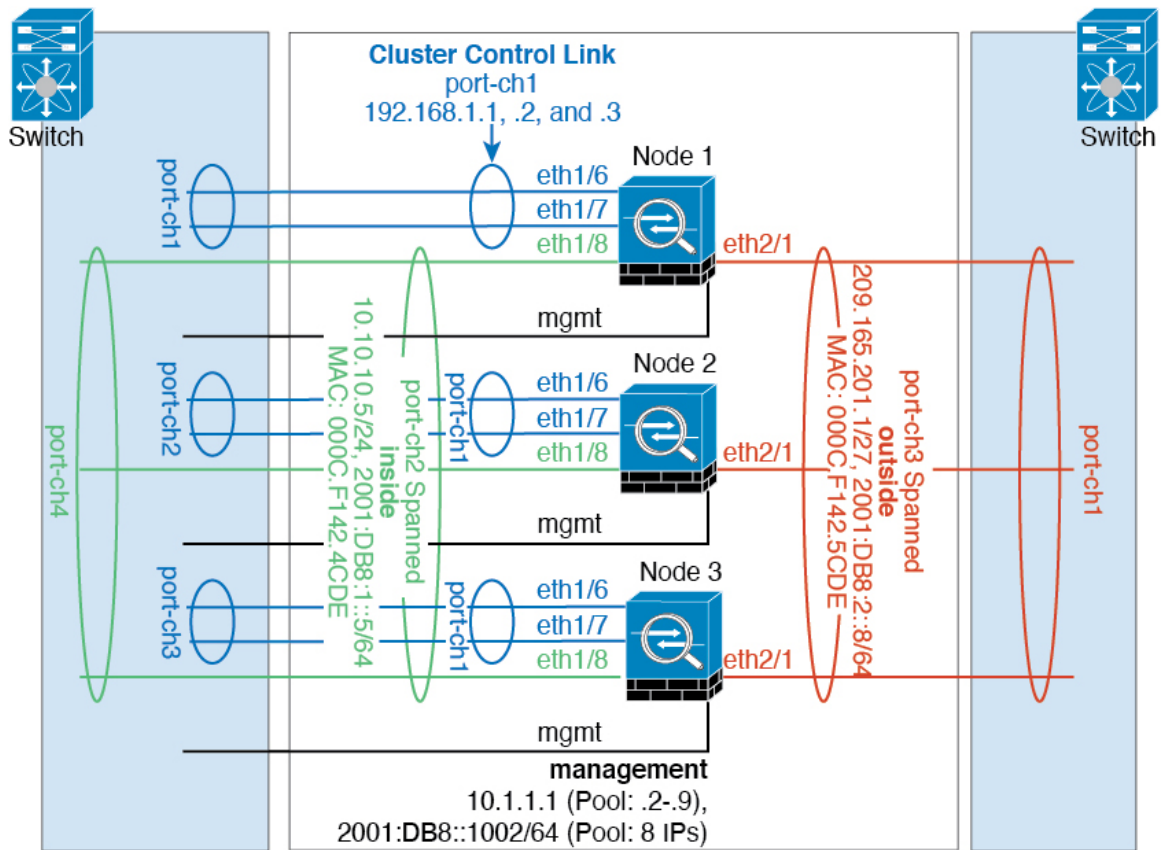 Switch
Cluster Control Link
port-ch1
192.168.1.1, .2, and .3
Switch
port-ch1
Node 1
eth1/6
eth1/7
eth1/8
eth2/1
mgmt
port-ch2
port-ch1
Node 2
eth1/6
eth1/7
eth1/8
eth2/1
mgmt
port-ch3
port-ch1
Node 3
eth1/6
eth1/7
eth1/8
eth2/1
mgmt
port-ch4
port-ch2 Spanned
inside
10.10.10.5/24, 2001:DB8:1::5/64
MAC: 000C.F142.4CDE
port-ch3 Spanned
outside
209.165.201.1/27, 2001:DB8:2::8/64
MAC: 000C.F142.5CDE
port-ch1
management
10.1.1.1 (Pool: .2-.9),
2001:DB8::1002/64 (Pool: 8 IPs)